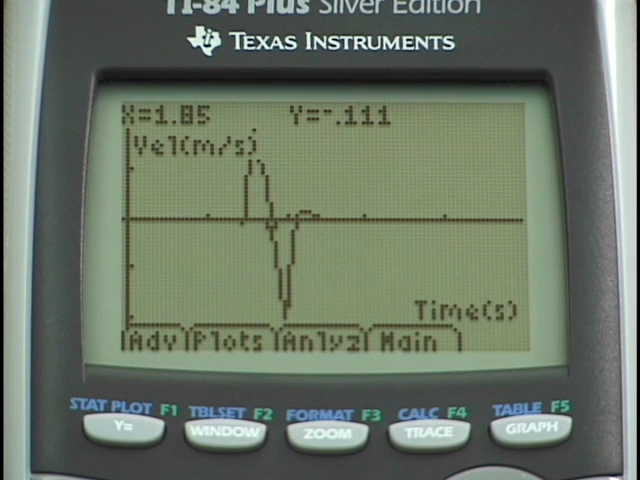 TI-84 Plus Silver Edition
TEXAS INSTRUMENTS
X=1.85 Y=-.111
Vel(m/s)
Time(s)
Adv Plots Anlyz Main
STAT PLOT F1 TBLSET F2 FORMAT F3 CALC F4 TABLE F5
Y= WINDOW ZOOM TRACE GRAPH